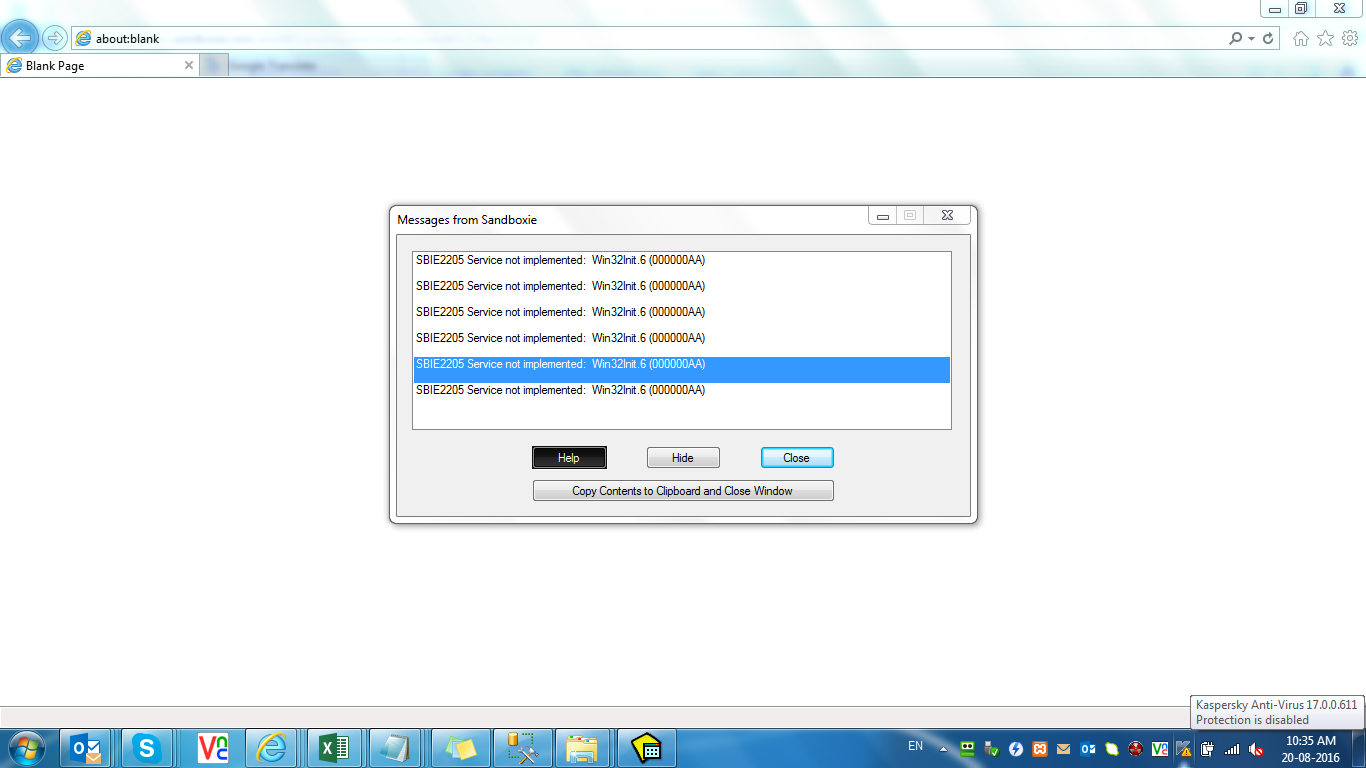 about:blank
Blank Page
Google Translate
Messages from Sandboxie
SBIE2205 Service not implemented:  Win32Init.6 (000000AA)
SBIE2205 Service not implemented:  Win32Init.6 (000000AA)
SBIE2205 Service not implemented:  Win32Init.6 (000000AA)
SBIE2205 Service not implemented:  Win32Init.6 (000000AA)
SBIE2205 Service not implemented:  Win32Init.6 (000000AA)
SBIE2205 Service not implemented:  Win32Init.6 (000000AA)
Help
Hide
Close
Copy Contents to Clipboard and Close Window
Kaspersky Anti-Virus 17.0.0.611
Protection is disabled
EN
10:35 AM
20-08-2016